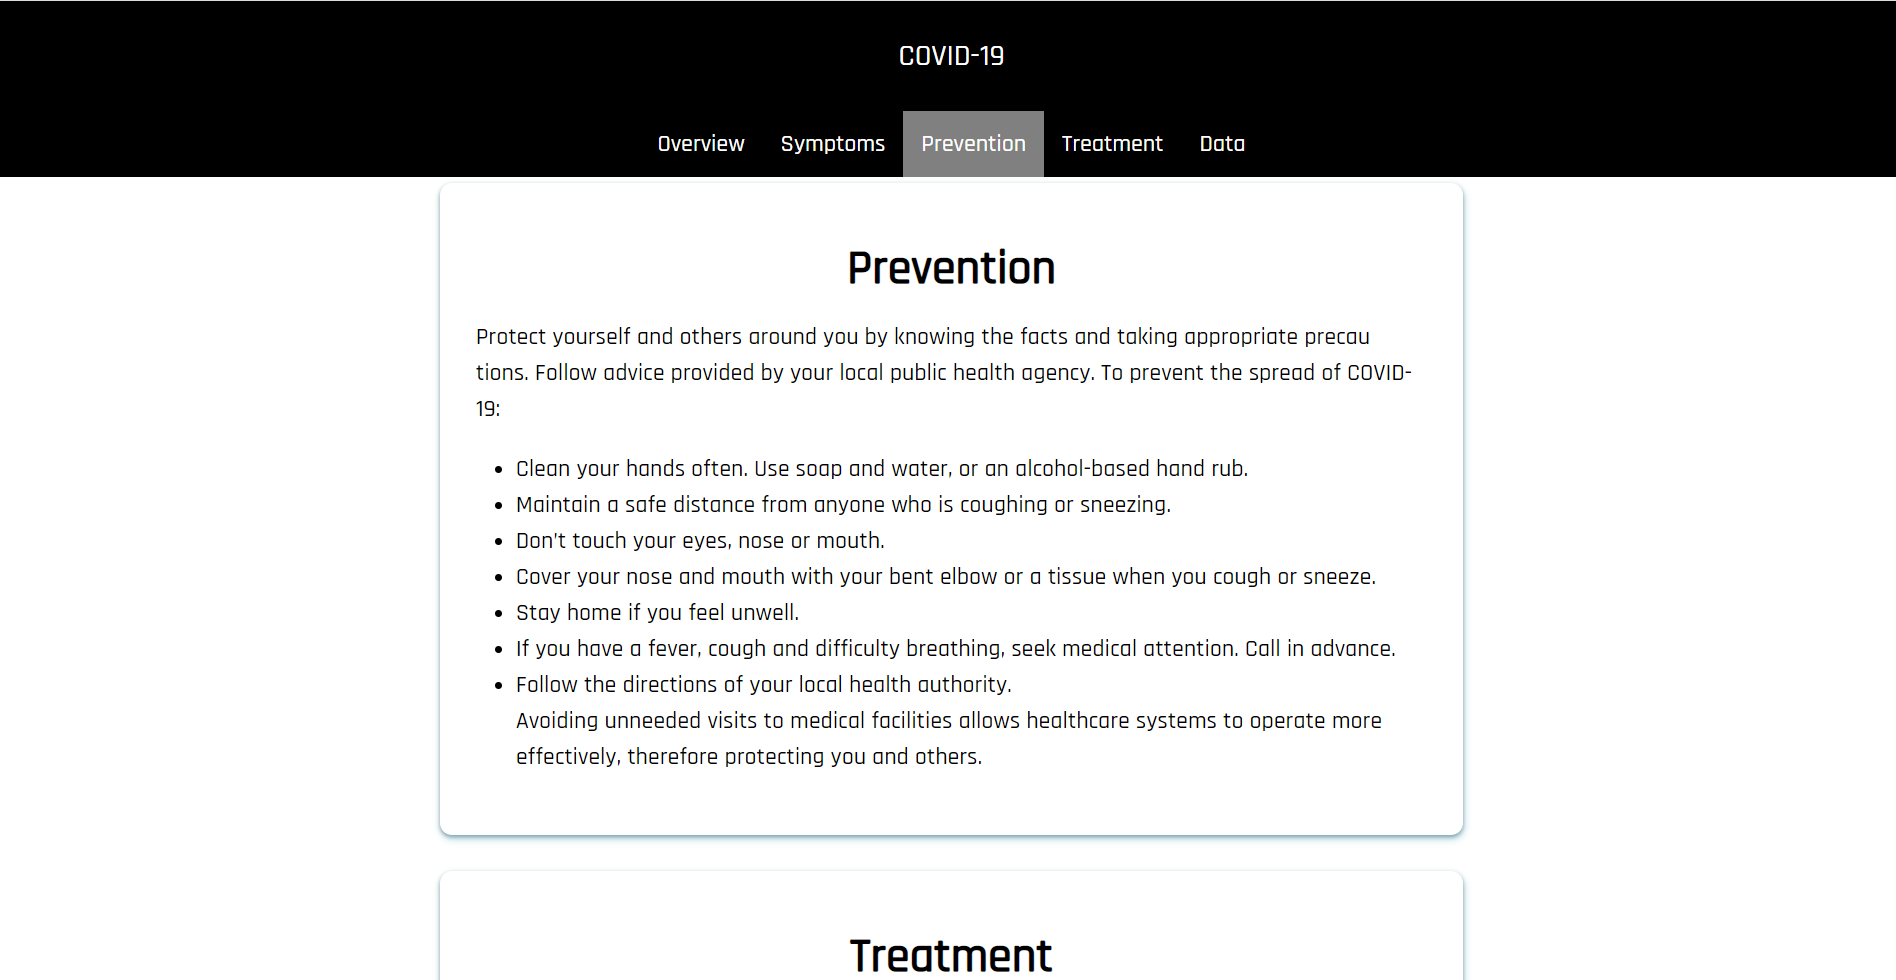 COVID-19
Overview Symptoms Prevention Treatment Data
Prevention
Protect yourself and others around you by knowing the facts and taking appropriate precau
tions. Follow advice provided by your local public health agency. To prevent the spread of COVID-
19:
• Clean your hands often. Use soap and water, or an alcohol-based hand rub.
• Maintain a safe distance from anyone who is coughing or sneezing.
• Don't touch your eyes, nose or mouth.
• Cover your nose and mouth with your bent elbow or a tissue when you cough or sneeze.
• Stay home if you feel unwell.
• If you have a fever, cough and difficulty breathing, seek medical attention. Call in advance.
• Follow the directions of your local health authority.
Avoiding unneeded visits to medical facilities allows healthcare systems to operate more
effectively, therefore protecting you and others.
Treatment